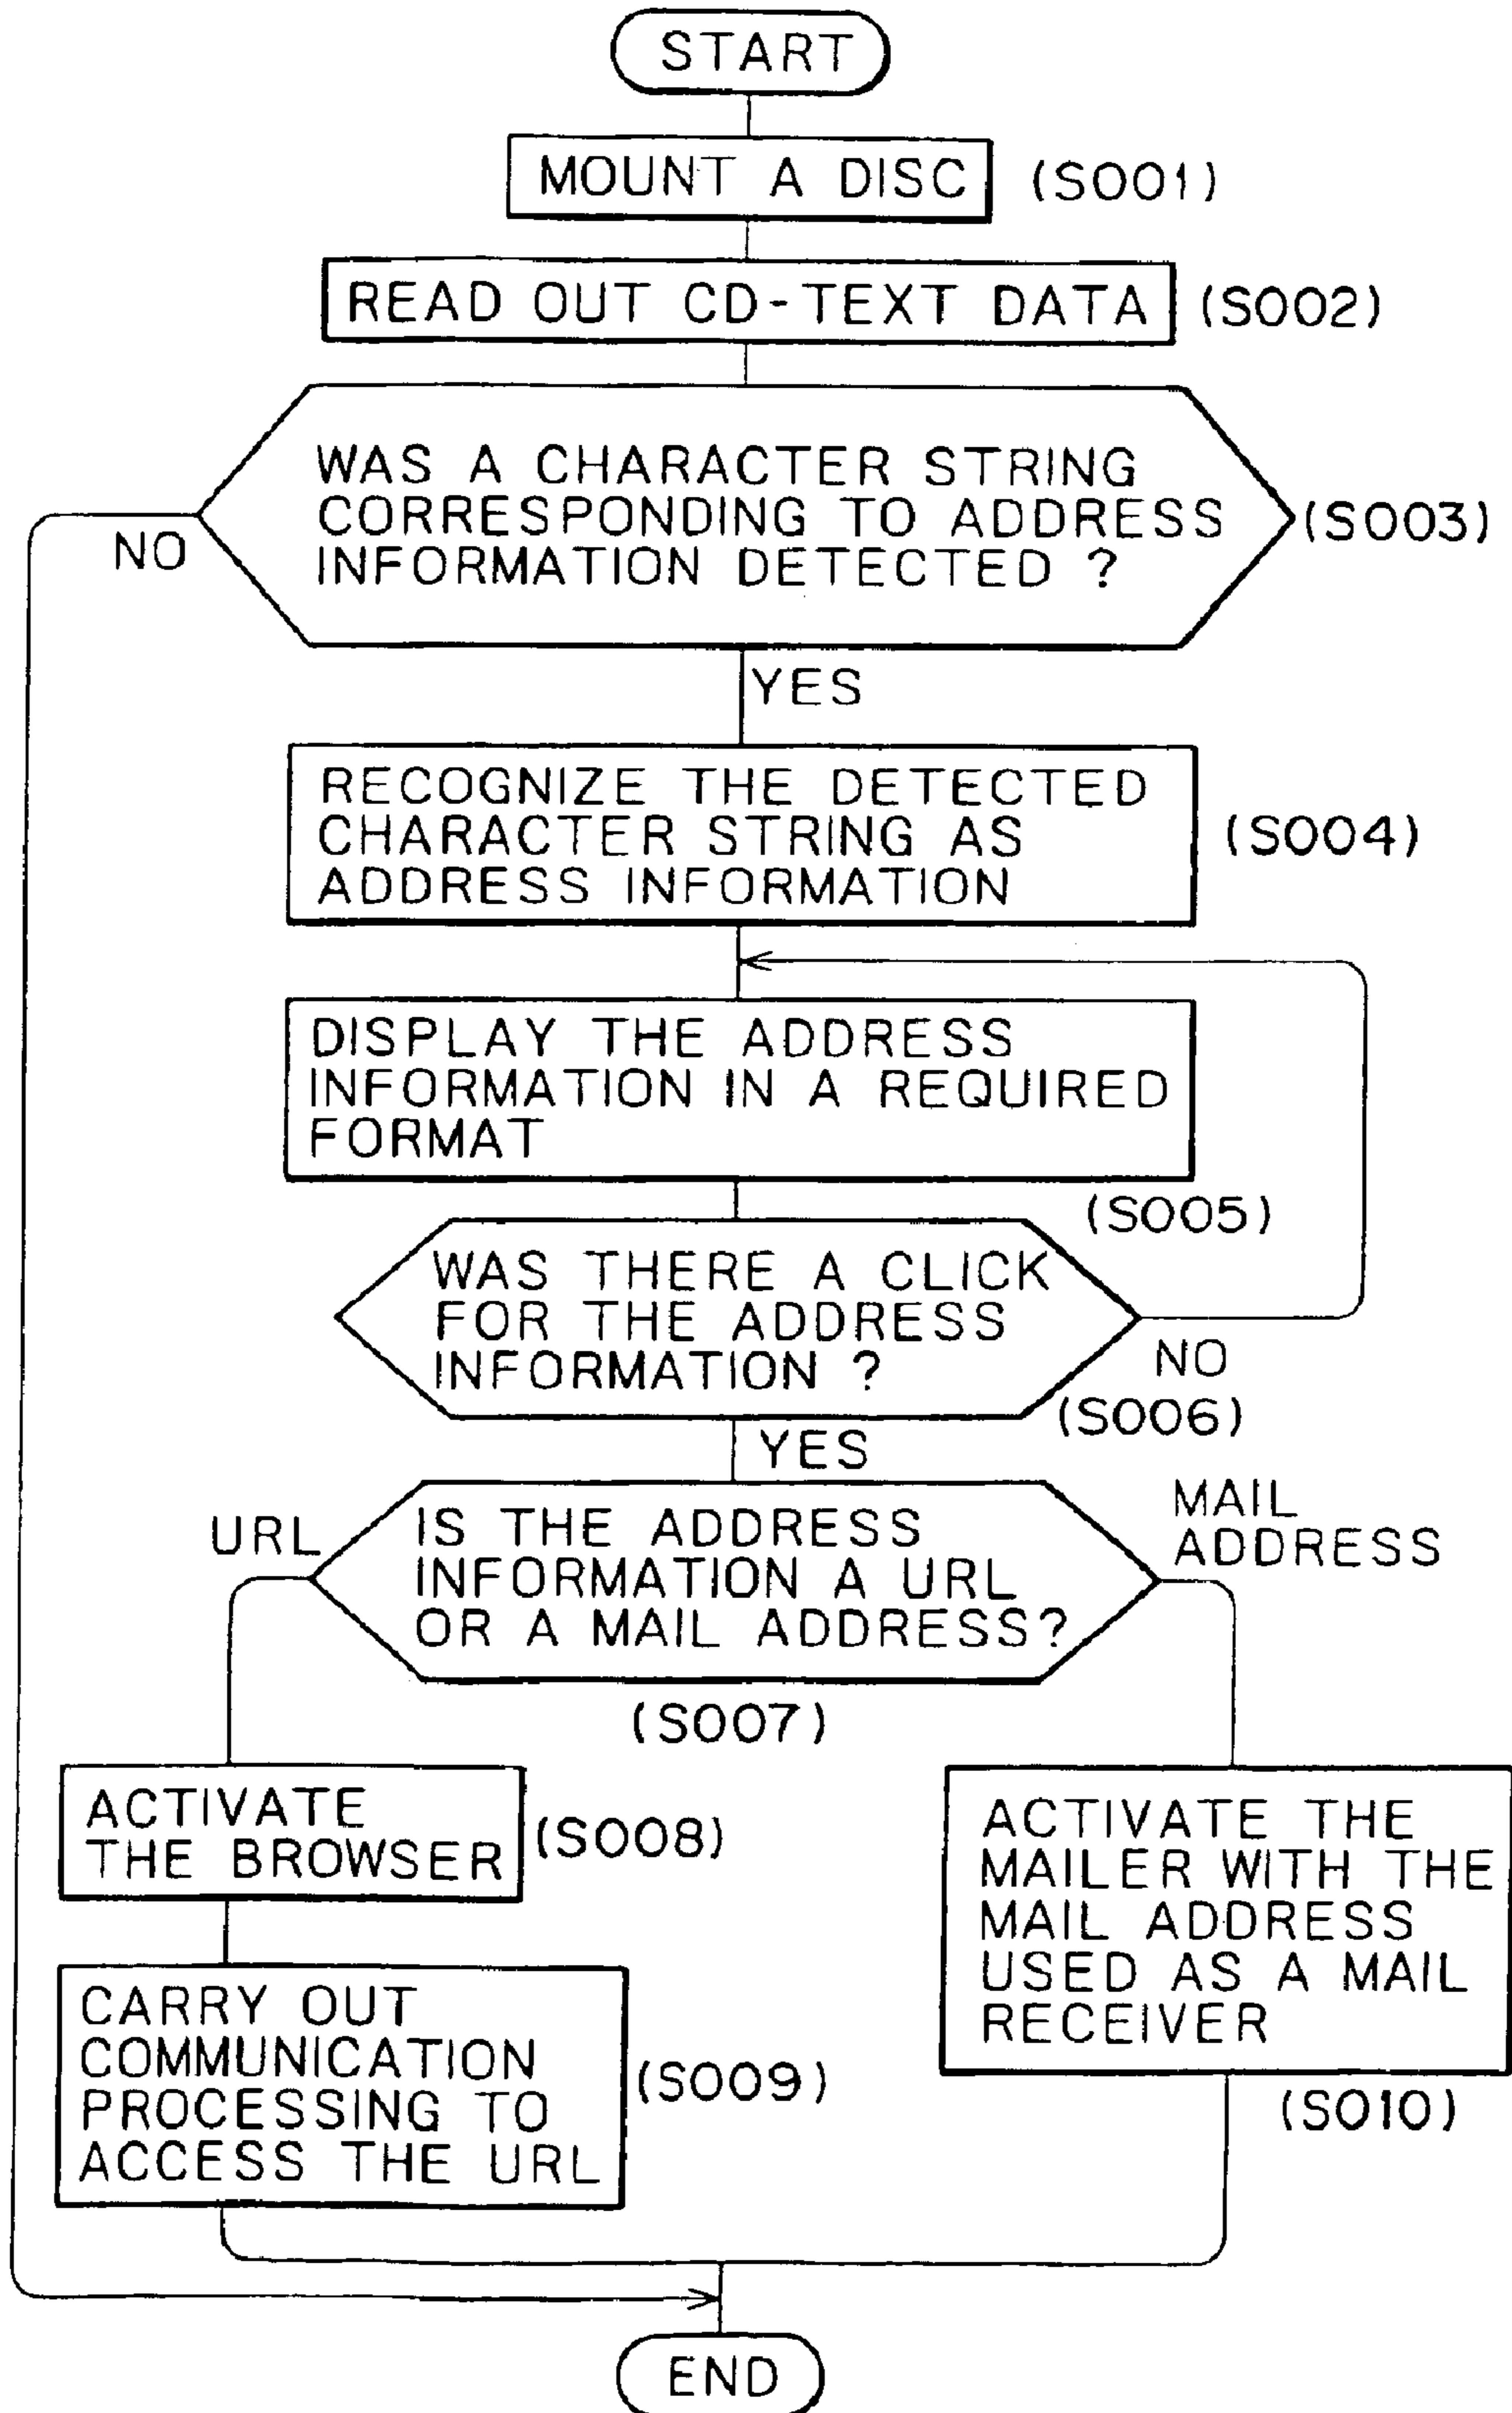 START
MOUNT A DISC (S001)
READ OUT CD-TEXT DATA (S002)
WAS A CHARACTER STRING
CORRESPONDING TO ADDRESS (S003)
INFORMATION DETECTED ?
NO
YES
RECOGNIZE THE DETECTED
CHARACTER STRING AS (S004)
ADDRESS INFORMATION
DISPLAY THE ADDRESS
INFORMATION IN A REQUIRED
FORMAT
(S005)
WAS THERE A CLICK
FOR THE ADDRESS
INFORMATION ?
NO
(S006)
YES
URL
IS THE ADDRESS
INFORMATION A URL
OR A MAIL ADDRESS?
MAIL
ADDRESS
(S007)
ACTIVATE
THE BROWSER
(S008)
CARRY OUT
COMMUNICATION
PROCESSING TO
ACCESS THE URL
(S009)
ACTIVATE THE
MAILER WITH THE
MAIL ADDRESS
USED AS A MAIL
RECEIVER
(S010)
END